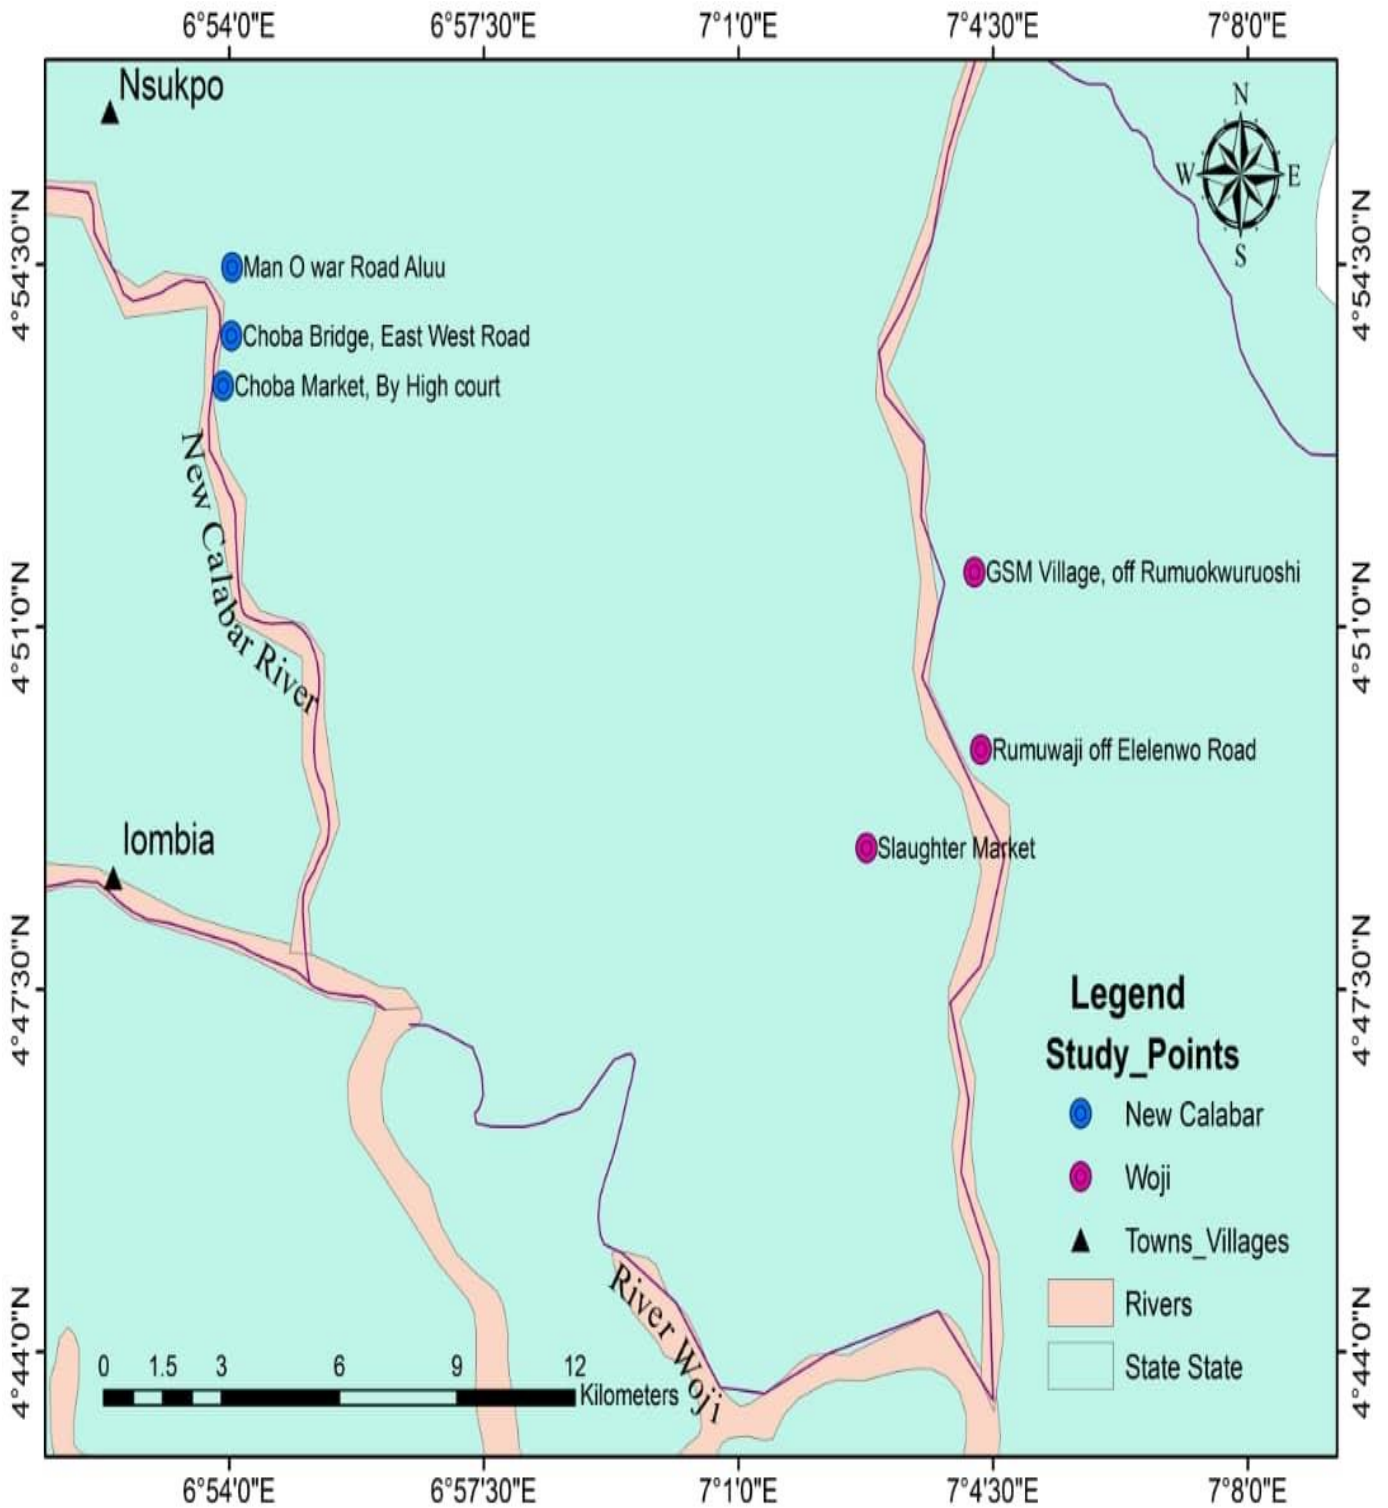 6°54'0"E 6°57'30"E 7°1'0"E 7°4'30"E 7°8'0"E
Nsukpo
N
W E
S
4°54'30"N 4°54'30"N
Man O war Road Aluu
Choba Bridge, East West Road
Choba Market, By High court
New Calabar River
GSM Village, off Rumuokwuruoshi
4°51'0"N 4°51'0"N
Rumuwaji off Elelenwo Road
Iombia
Slaughter Market
4°47'30"N 4°47'30"N
Legend
Study_Points
New Calabar
Woji
Towns_Villages
Rivers
State State
River Woji
4°44'0"N 4°44'0"N
0 1.5 3 6 9 12
Kilometers
6°54'0"E 6°57'30"E 7°1'0"E 7°4'30"E 7°8'0"E